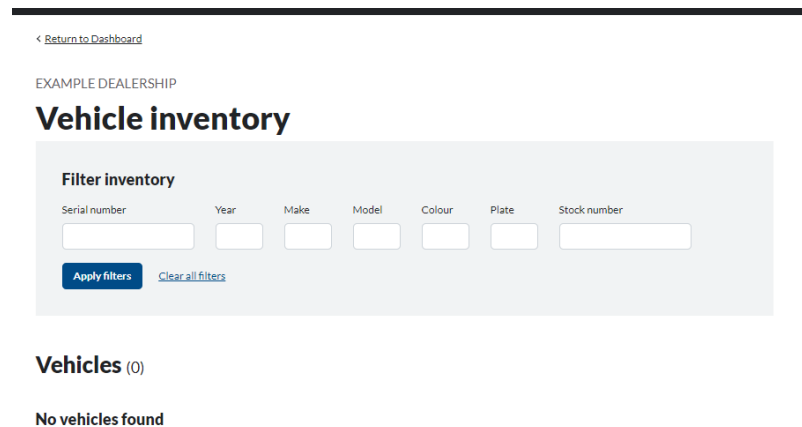 < Return to Dashboard
EXAMPLE DEALERSHIP
Vehicle inventory
Filter inventory
Serial number Year Make Model Colour Plate Stock number
Apply filters Clear all filters
Vehicles (0)
No vehicles found